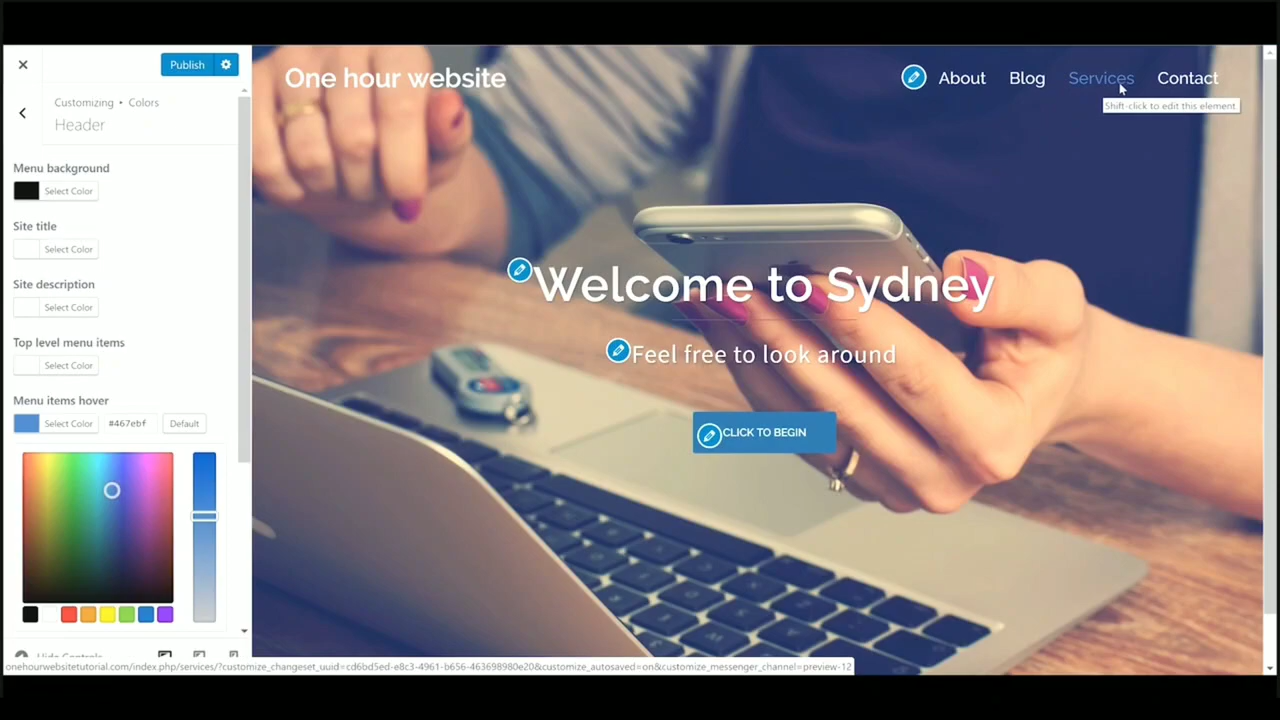 Publish
Customizing • Colors
Header
Menu background
Select Color
Site title
Select Color
Site description
Select Color
Top level menu items
Select Color
Menu items hover
Select Color #467ebf Default
Hide Controls
One hour website
About Blog Services Contact
Shift-click to edit this element.
Welcome to Sydney
Feel free to look around
CLICK TO BEGIN
onehourwebsitetutorial.com/index.php/services/?customize_changeset_uuid=cd6bd5ed-e8c3-4961-b656-463698980e20&customize_autosaved=on&customize_messenger_channel=preview-12